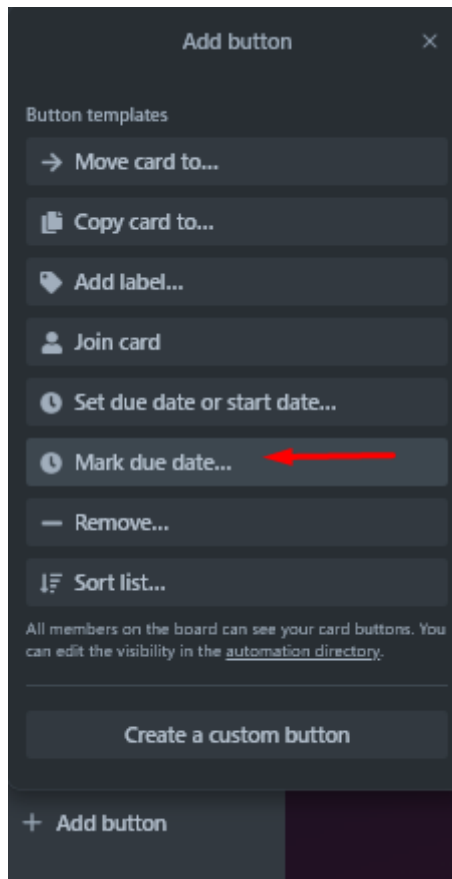 Add button
Button templates
Move card to...
Copy card to...
Add label...
Join card
Set due date or start date...
Mark due date...
Remove...
Sort list...
All members on the board can see your card buttons. You
can edit the visibility in the automation directory.
Create a custom button
+ Add button